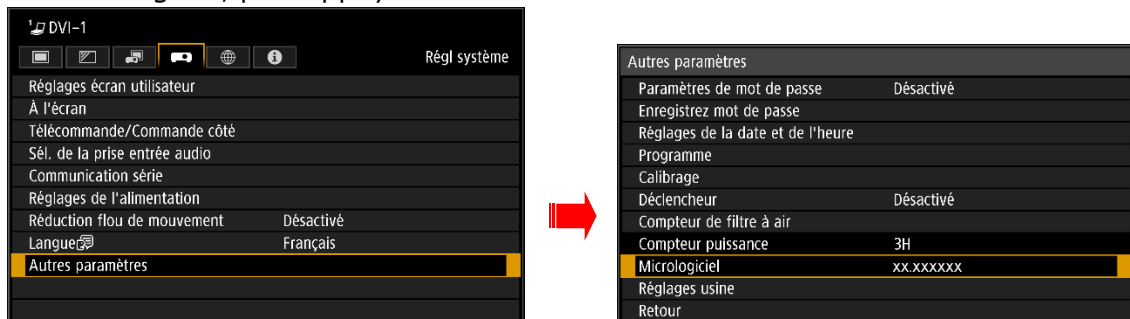 DVI-1
Régl système
Réglages écran utilisateur
À l'écran
Télécommande/Commande côté
Sél. de la prise entrée audio
Communication série
Réglages de l'alimentation
Réduction flou de mouvement Désactivé
Langue Français
Autres paramètres
Autres paramètres
Paramètres de mot de passe Désactivé
Enregistrez mot de passe
Réglages de la date et de l'heure
Programme
Calibrage
Déclencheur Désactivé
Compteur de filtre à air
Compteur puissance 3H
Micrologiciel xx.xxxxxx
Réglages usine
Retour